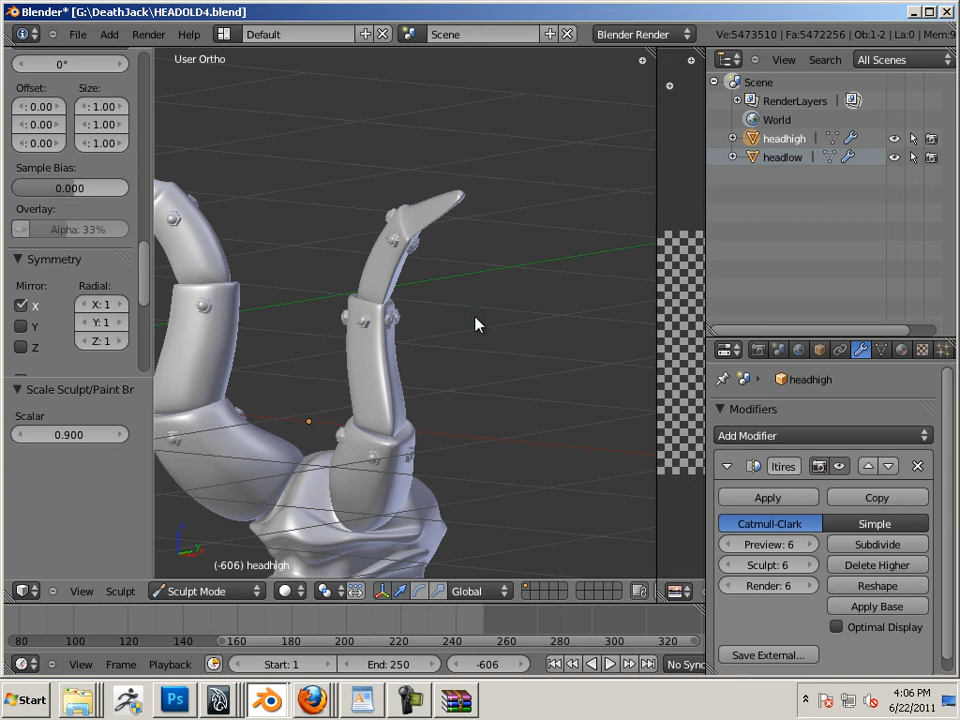 Blender* [G:\DeathJack\HEADOLD4.blend]
File Add Render Help Default Scene Blender Render Ve:5473510 | Fa:5472256 | Ob:1-2 | La:0 | Mem:9
0°
Offset: Size:
: 0.00 : 1.00
: 0.00 : 1.00
: 0.00 : 1.00
Sample Bias:
0.000
Overlay:
Alpha: 33%
Symmetry
Mirror: Radial:
X X: 1
Y Y: 1
Z Z: 1
Scale Sculpt/Paint Br
Scalar
0.900
User Ortho
(-606) headhigh
View Sculpt Sculpt Mode Global
80 100 120 140 160 180 200 220 240 260 280 300 320
View Frame Playback Start: 1 End: 250 -606 No Sync
View Search All Scenes
Scene
RenderLayers |
World
headhigh |
headlow |
headhigh
Modifiers
Add Modifier
ltires
Apply Copy
Catmull-Clark Simple
Preview: 6 Subdivide
Sculpt: 6 Delete Higher
Render: 6 Reshape
Apply Base
Optimal Display
Save External...
Start
Ps
4:06 PM
6/22/2011